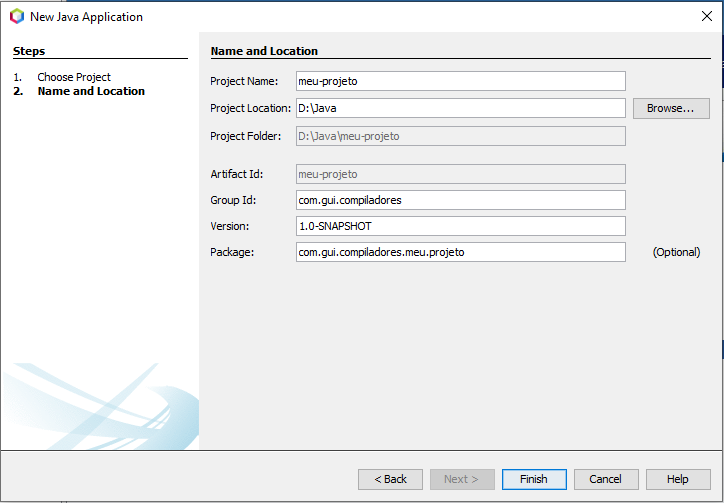 New Java Application
Steps
1. Choose Project
2. Name and Location
Name and Location
Project Name: meu-projeto
Project Location: D:\Java Browse...
Project Folder: D:\Java\meu-projeto
Artifact Id: meu-projeto
Group Id: com.gui.compiladores
Version: 1.0-SNAPSHOT
Package: com.gui.compiladores.meu.projeto (Optional)
< Back Next > Finish Cancel Help